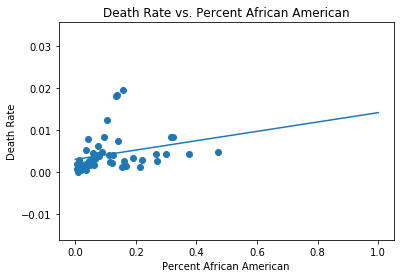 Death Rate vs. Percent African American
0.03
0.02
0.01
0.00
−0.01
Death Rate
0.0 0.2 0.4 0.6 0.8 1.0
Percent African American